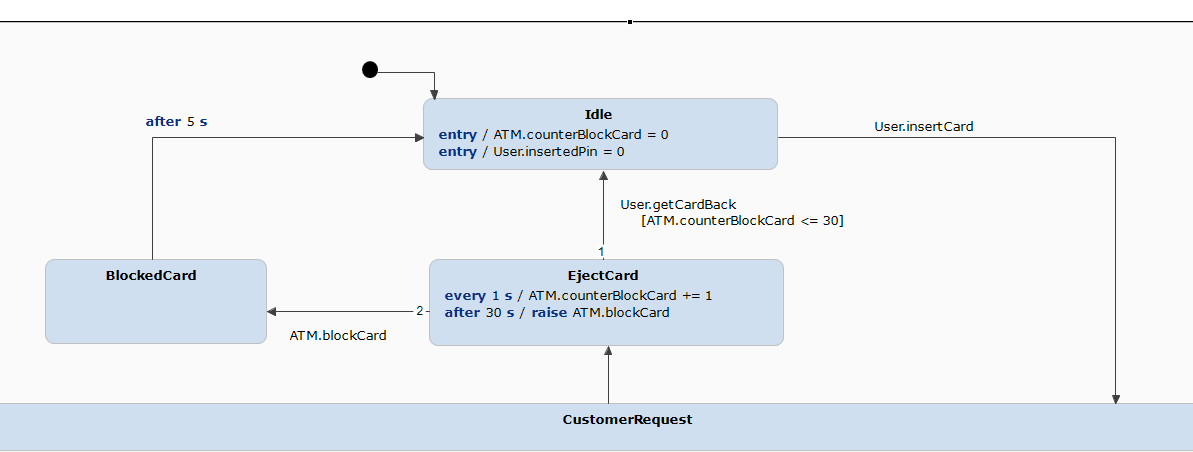 Idle
entry / ATM.counterBlockCard = 0
entry / User.insertedPin = 0
after 5 s
User.insertCard
User.getCardBack
[ATM.counterBlockCard <= 30]
1
BlockedCard
EjectCard
every 1 s / ATM.counterBlockCard += 1
after 30 s / raise ATM.blockCard
2
ATM.blockCard
CustomerRequest